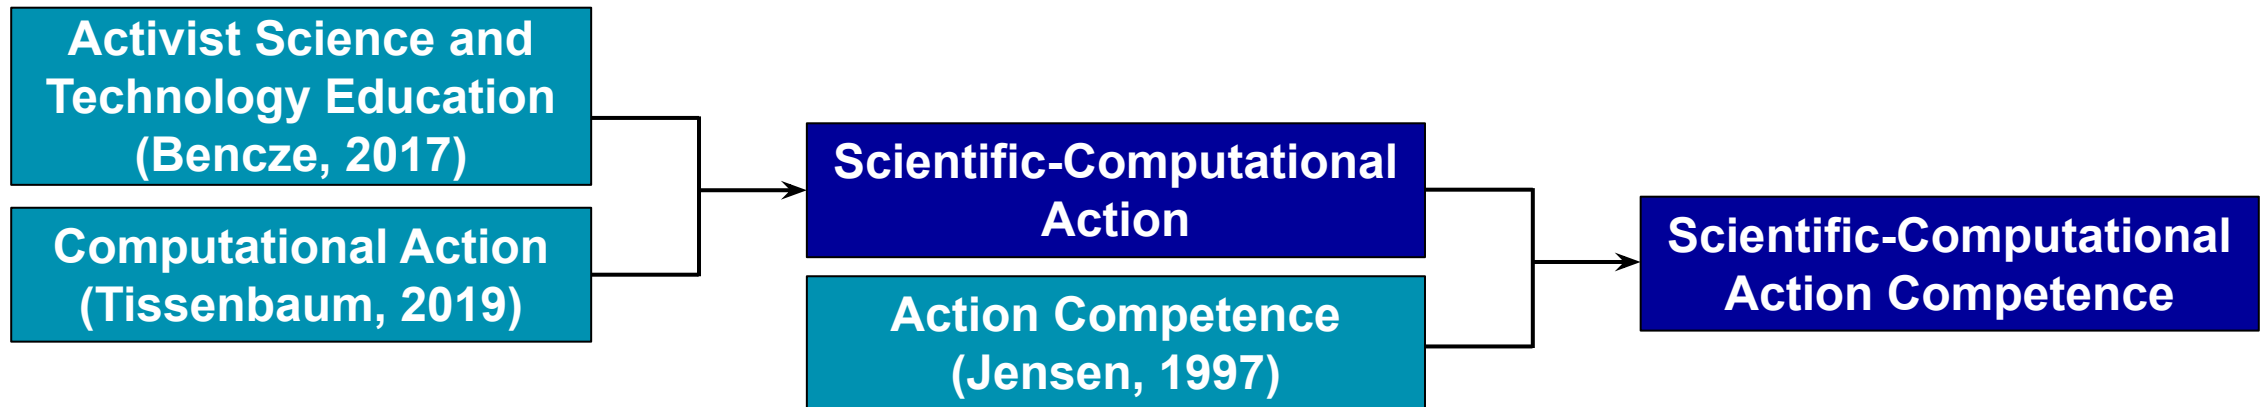 Activist Science and
Technology Education
(Bencze, 2017)
Computational Action
(Tissenbaum, 2019)
Scientific-Computational
Action
Action Competence
(Jensen, 1997)
Scientific-Computational
Action Competence